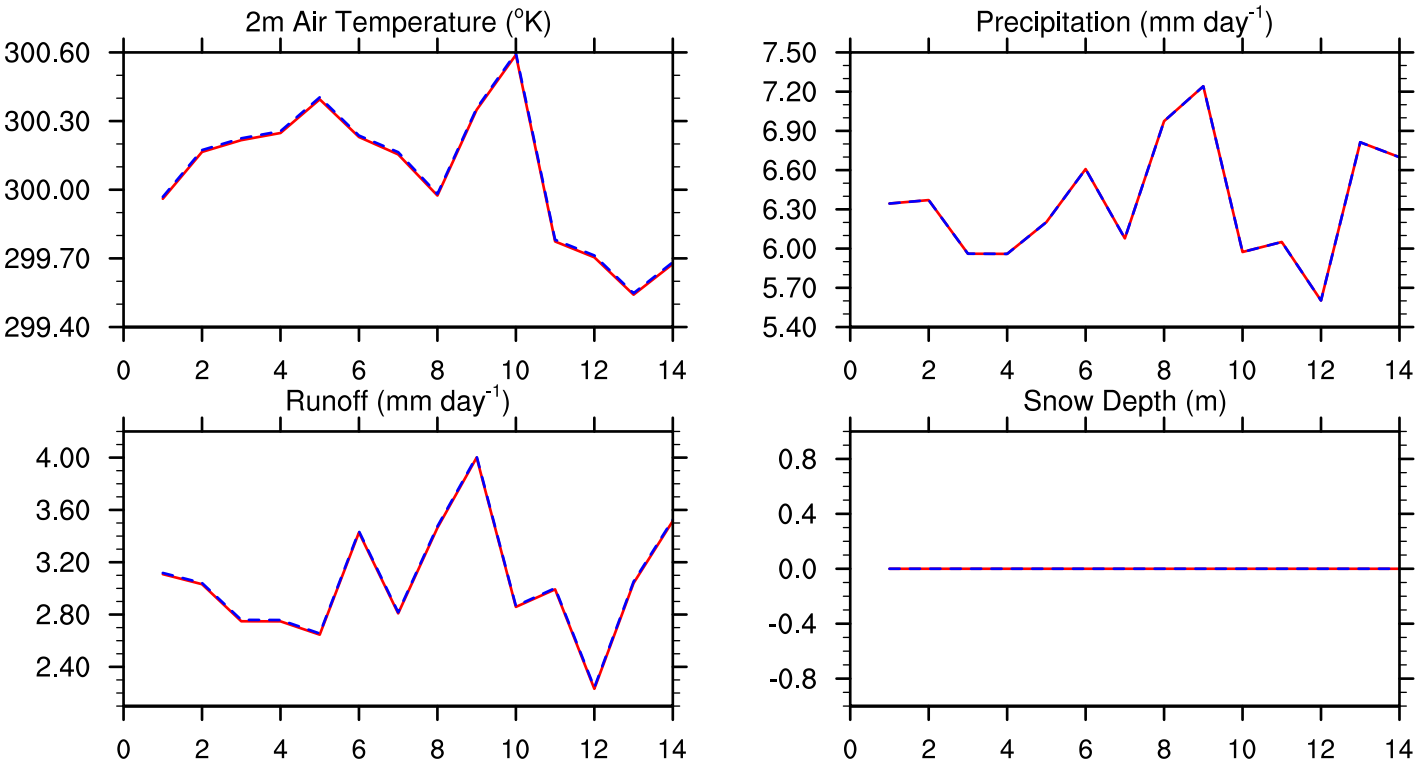 2m Air Temperature (°K)
300.60
300.30
300.00
299.70
299.40
0 2 4 6 8 10 12 14
Precipitation (mm day⁻¹)
7.50
7.20
6.90
6.60
6.30
6.00
5.70
5.40
0 2 4 6 8 10 12 14
Runoff (mm day⁻¹)
4.00
3.60
3.20
2.80
2.40
0 2 4 6 8 10 12 14
Snow Depth (m)
0.8
0.4
0.0
-0.4
-0.8
0 2 4 6 8 10 12 14